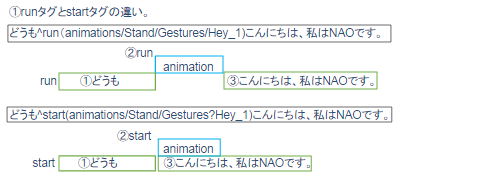 ①runタグとstartタグの違い。
どうも^run（animations/Stand/Gestures/Hey_1)こんにちは、私はNAOです。
②run
animation
run ①どうも ③こんにちは、私はNAOです。
どうも^start(animations/Stand/Gestures?Hey_1)こんにちは、私はNAOです。
②start
animation
start ①どうも ③こんにちは、私はNAOです。